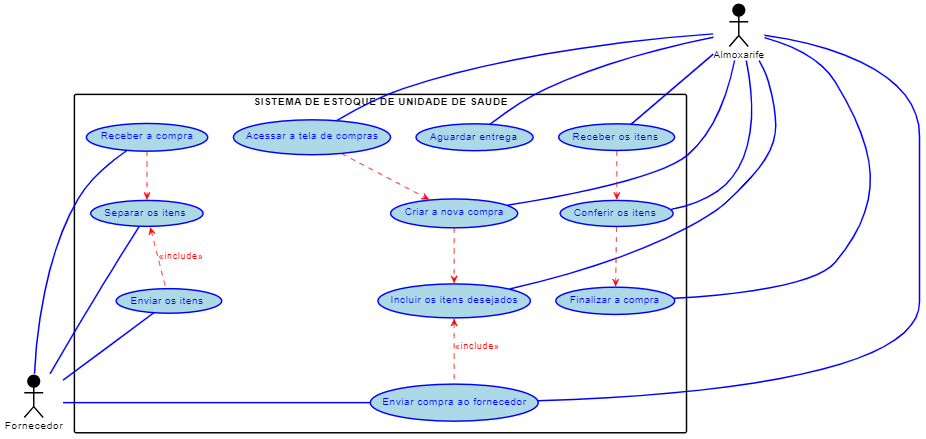 Almoxarife
SISTEMA DE ESTOQUE DE UNIDADE DE SAUDE
Receber a compra
Acessar a tela de compras
Aguardar entrega
Receber os itens
Separar os itens
Criar a nova compra
Conferir os itens
«include»
Enviar os itens
Incluir os itens desejados
Finalizar a compra
«include»
Enviar compra ao fornecedor
Fornecedor